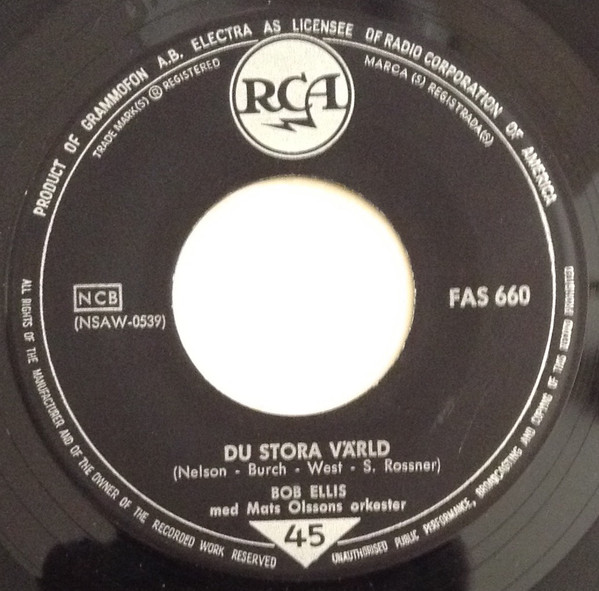 PRODUCT OF GRAMMOFON A.B. ELECTRA AS LICENSEE OF RADIO CORPORATION OF AMERICA
TRADE MARK(S) ® REGISTERED
MARCA(S) REGISTRADA(S)
RCA
NCB
(NSAW-0539)
FAS 660
DU STORA VÄRLD
(Nelson - Burch - West - S. Rossner)
BOB ELLIS
med Mats Olssons orkester
45
ALL RIGHTS OF THE MANUFACTURER AND OF THE OWNER OF THE RECORDED WORK RESERVED
UNAUTHORISED PUBLIC PERFORMANCE, BROADCASTING AND COPYING OF THIS RECORD PROHIBITED